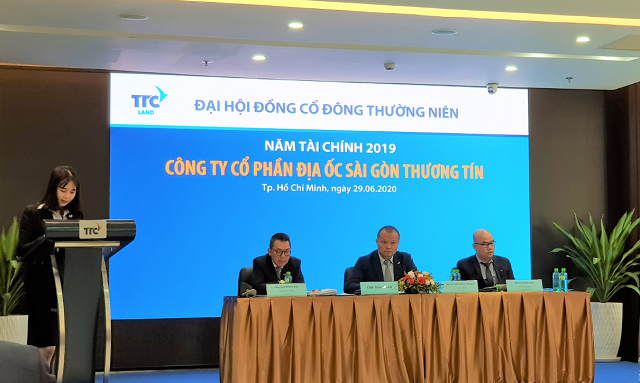 TTC
LAND
ĐẠI HỘI ĐỒNG CỔ ĐÔNG THƯỜNG NIÊN
NĂM TÀI CHÍNH 2019
CÔNG TY CỔ PHẦN ĐỊA ỐC SÀI GÒN THƯƠNG TÍN
Tp. Hồ Chí Minh, ngày 29.06.2020
TTC